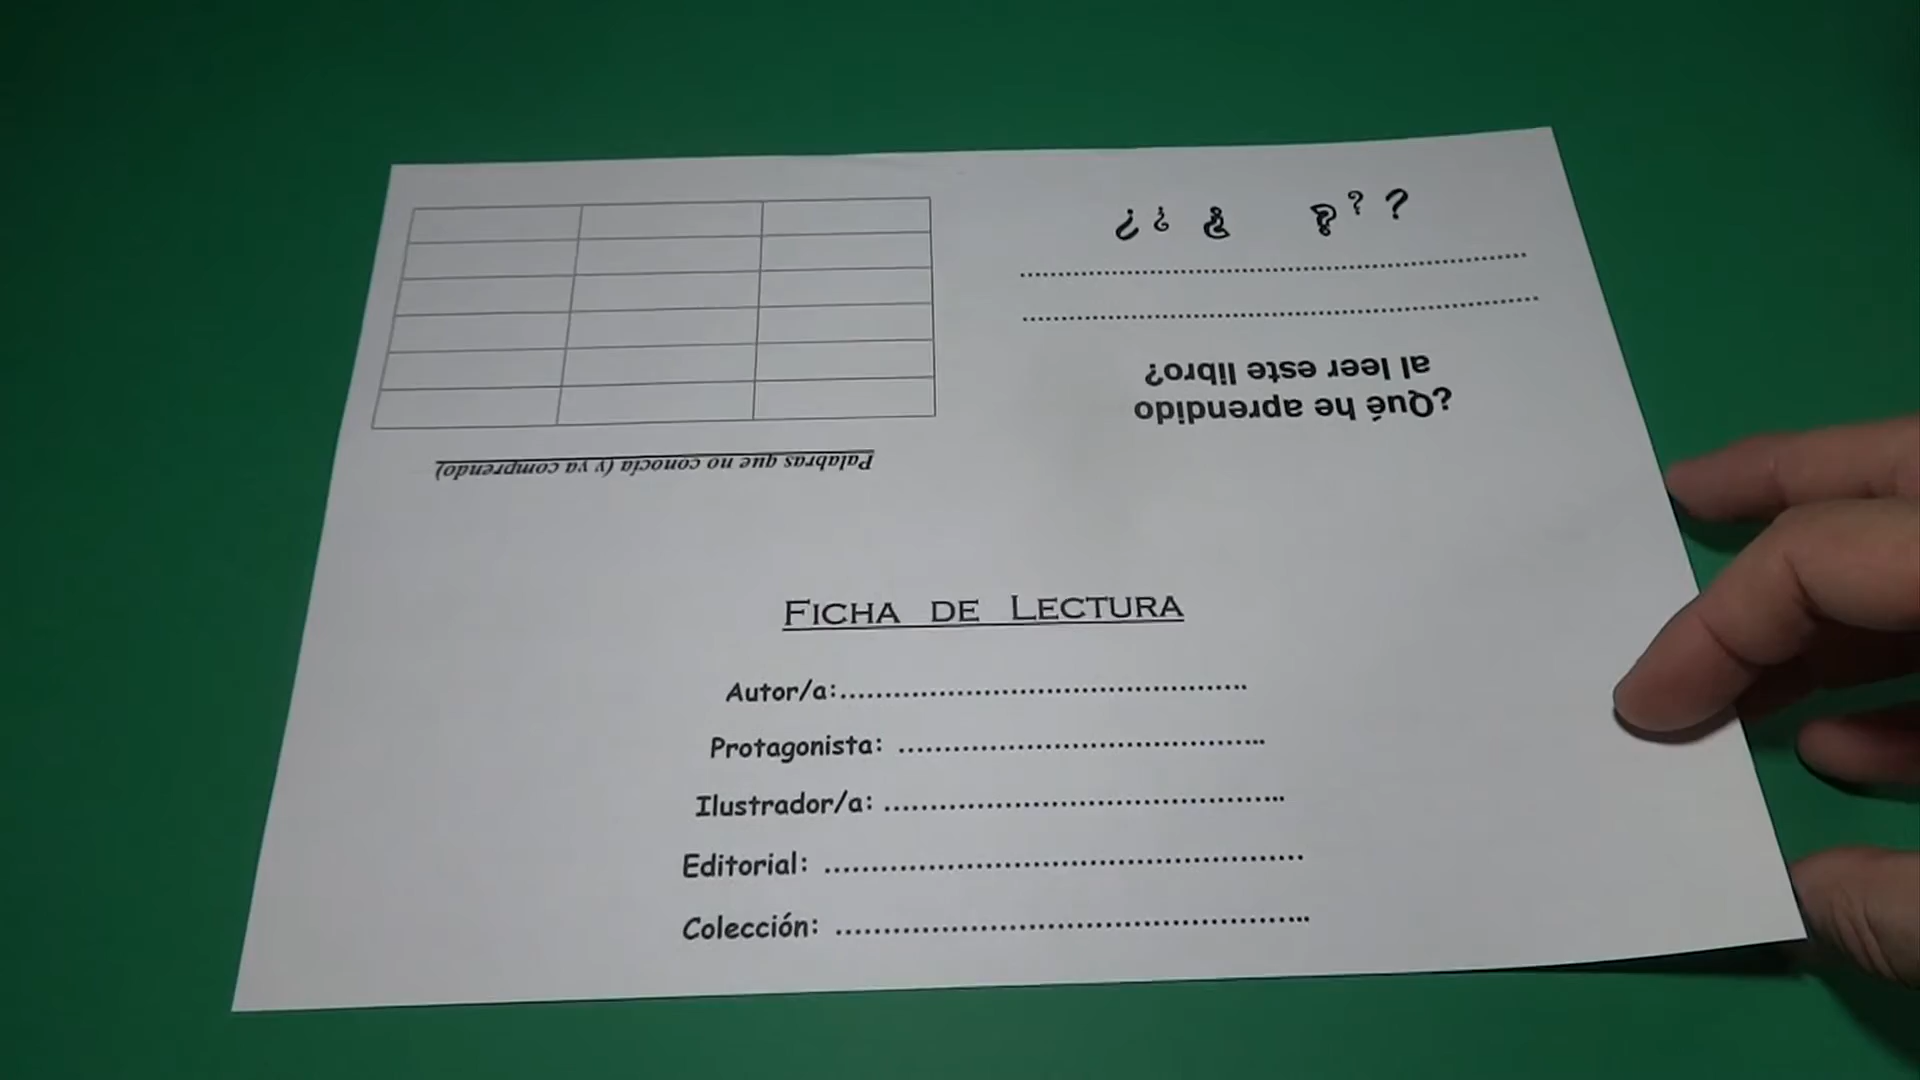 ¿ ¿ ¿ ? ? ?
........................................
........................................
¿Qué he aprendido
al leer este libro?
Palabras que no conocía (y ya comprendo)
Ficha de Lectura
Autor/a:.............................................
Protagonista: ........................................
Ilustrador/a: ...........................................
Editorial: ...................................................
Colección: ..................................................